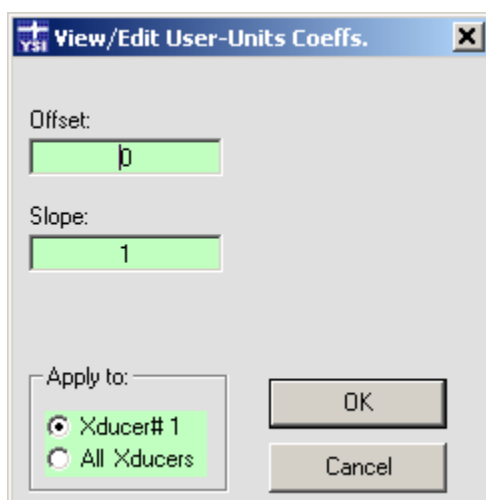 YSI View/Edit User-Units Coeffs.
Offset:
0
Slope:
1
Apply to:
Xducer# 1
All Xducers
OK
Cancel